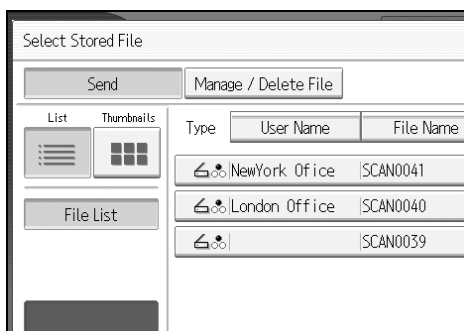 Select Stored File
Send Manage / Delete File
List Thumbnails
Type User Name File Name
NewYork Ofice SCAN0041
File List
London Office SCAN0040
SCAN0039